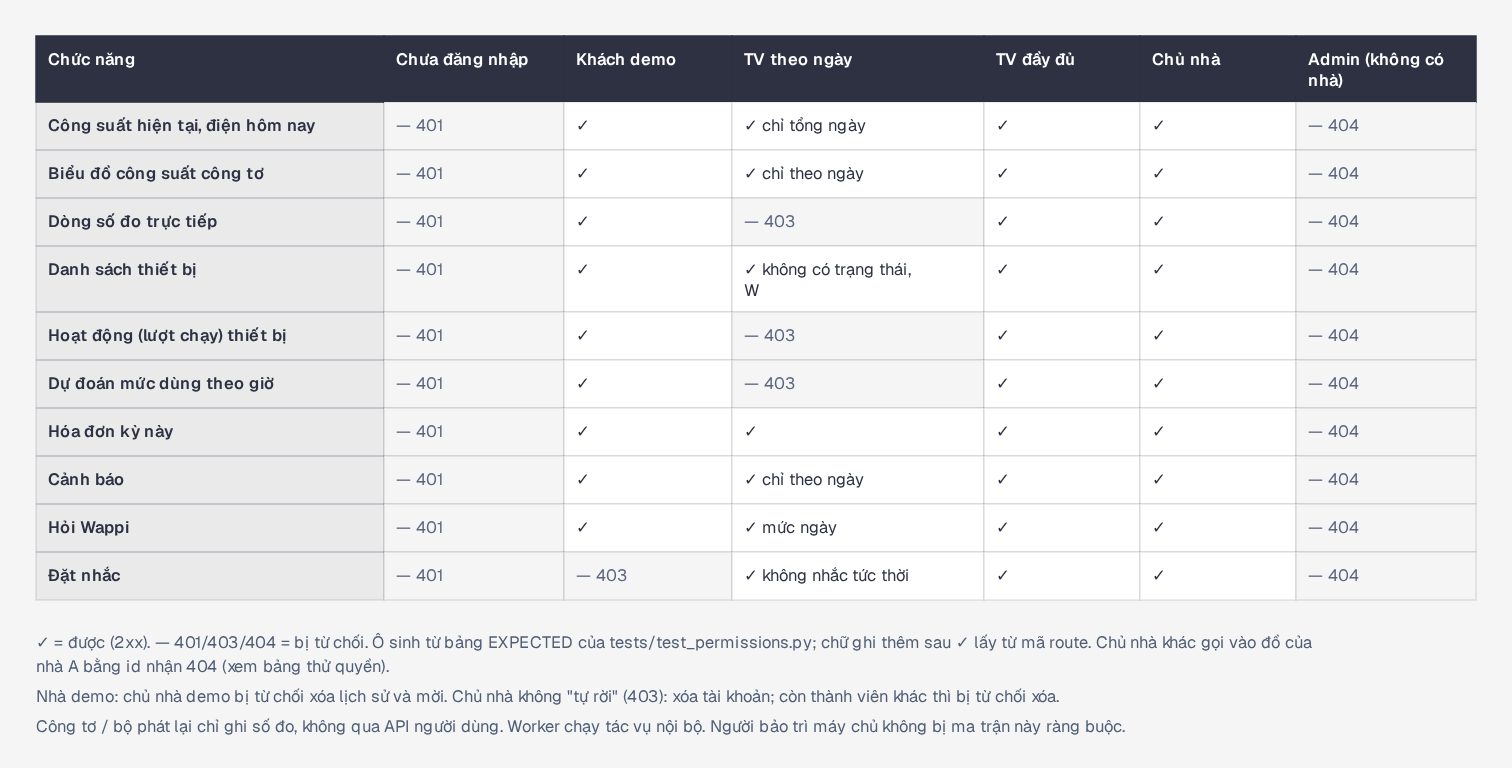 Chức năng Chưa đăng nhập Khách demo TV theo ngày TV đầy đủ Chủ nhà Admin (không có
nhà)
Công suất hiện tại, điện hôm nay — 401 ✓ ✓ chỉ tổng ngày ✓ ✓ — 404
Biểu đồ công suất công tơ — 401 ✓ ✓ chỉ theo ngày ✓ ✓ — 404
Dòng số đo trực tiếp — 401 ✓ — 403 ✓ ✓ — 404
Danh sách thiết bị — 401 ✓ ✓ không có trạng thái, ✓ ✓ — 404
W
Hoạt động (lượt chạy) thiết bị — 401 ✓ — 403 ✓ ✓ — 404
Dự đoán mức dùng theo giờ — 401 ✓ — 403 ✓ ✓ — 404
Hóa đơn kỳ này — 401 ✓ ✓ ✓ ✓ — 404
Cảnh báo — 401 ✓ ✓ chỉ theo ngày ✓ ✓ — 404
Hỏi Wappi — 401 ✓ ✓ mức ngày ✓ ✓ — 404
Đặt nhắc — 401 — 403 ✓ không nhắc tức thời ✓ ✓ — 404
✓ = được (2xx). — 401/403/404 = bị từ chối. Ô sinh từ bảng EXPECTED của tests/test_permissions.py; chữ ghi thêm sau ✓ lấy từ mã route. Chủ nhà khác gọi vào đồ của
nhà A bằng id nhận 404 (xem bảng thử quyền).
Nhà demo: chủ nhà demo bị từ chối xóa lịch sử và mời. Chủ nhà không "tự rời" (403): xóa tài khoản; còn thành viên khác thì bị từ chối xóa.
Công tơ / bộ phát lại chỉ ghi số đo, không qua API người dùng. Worker chạy tác vụ nội bộ. Người bảo trì máy chủ không bị ma trận này ràng buộc.